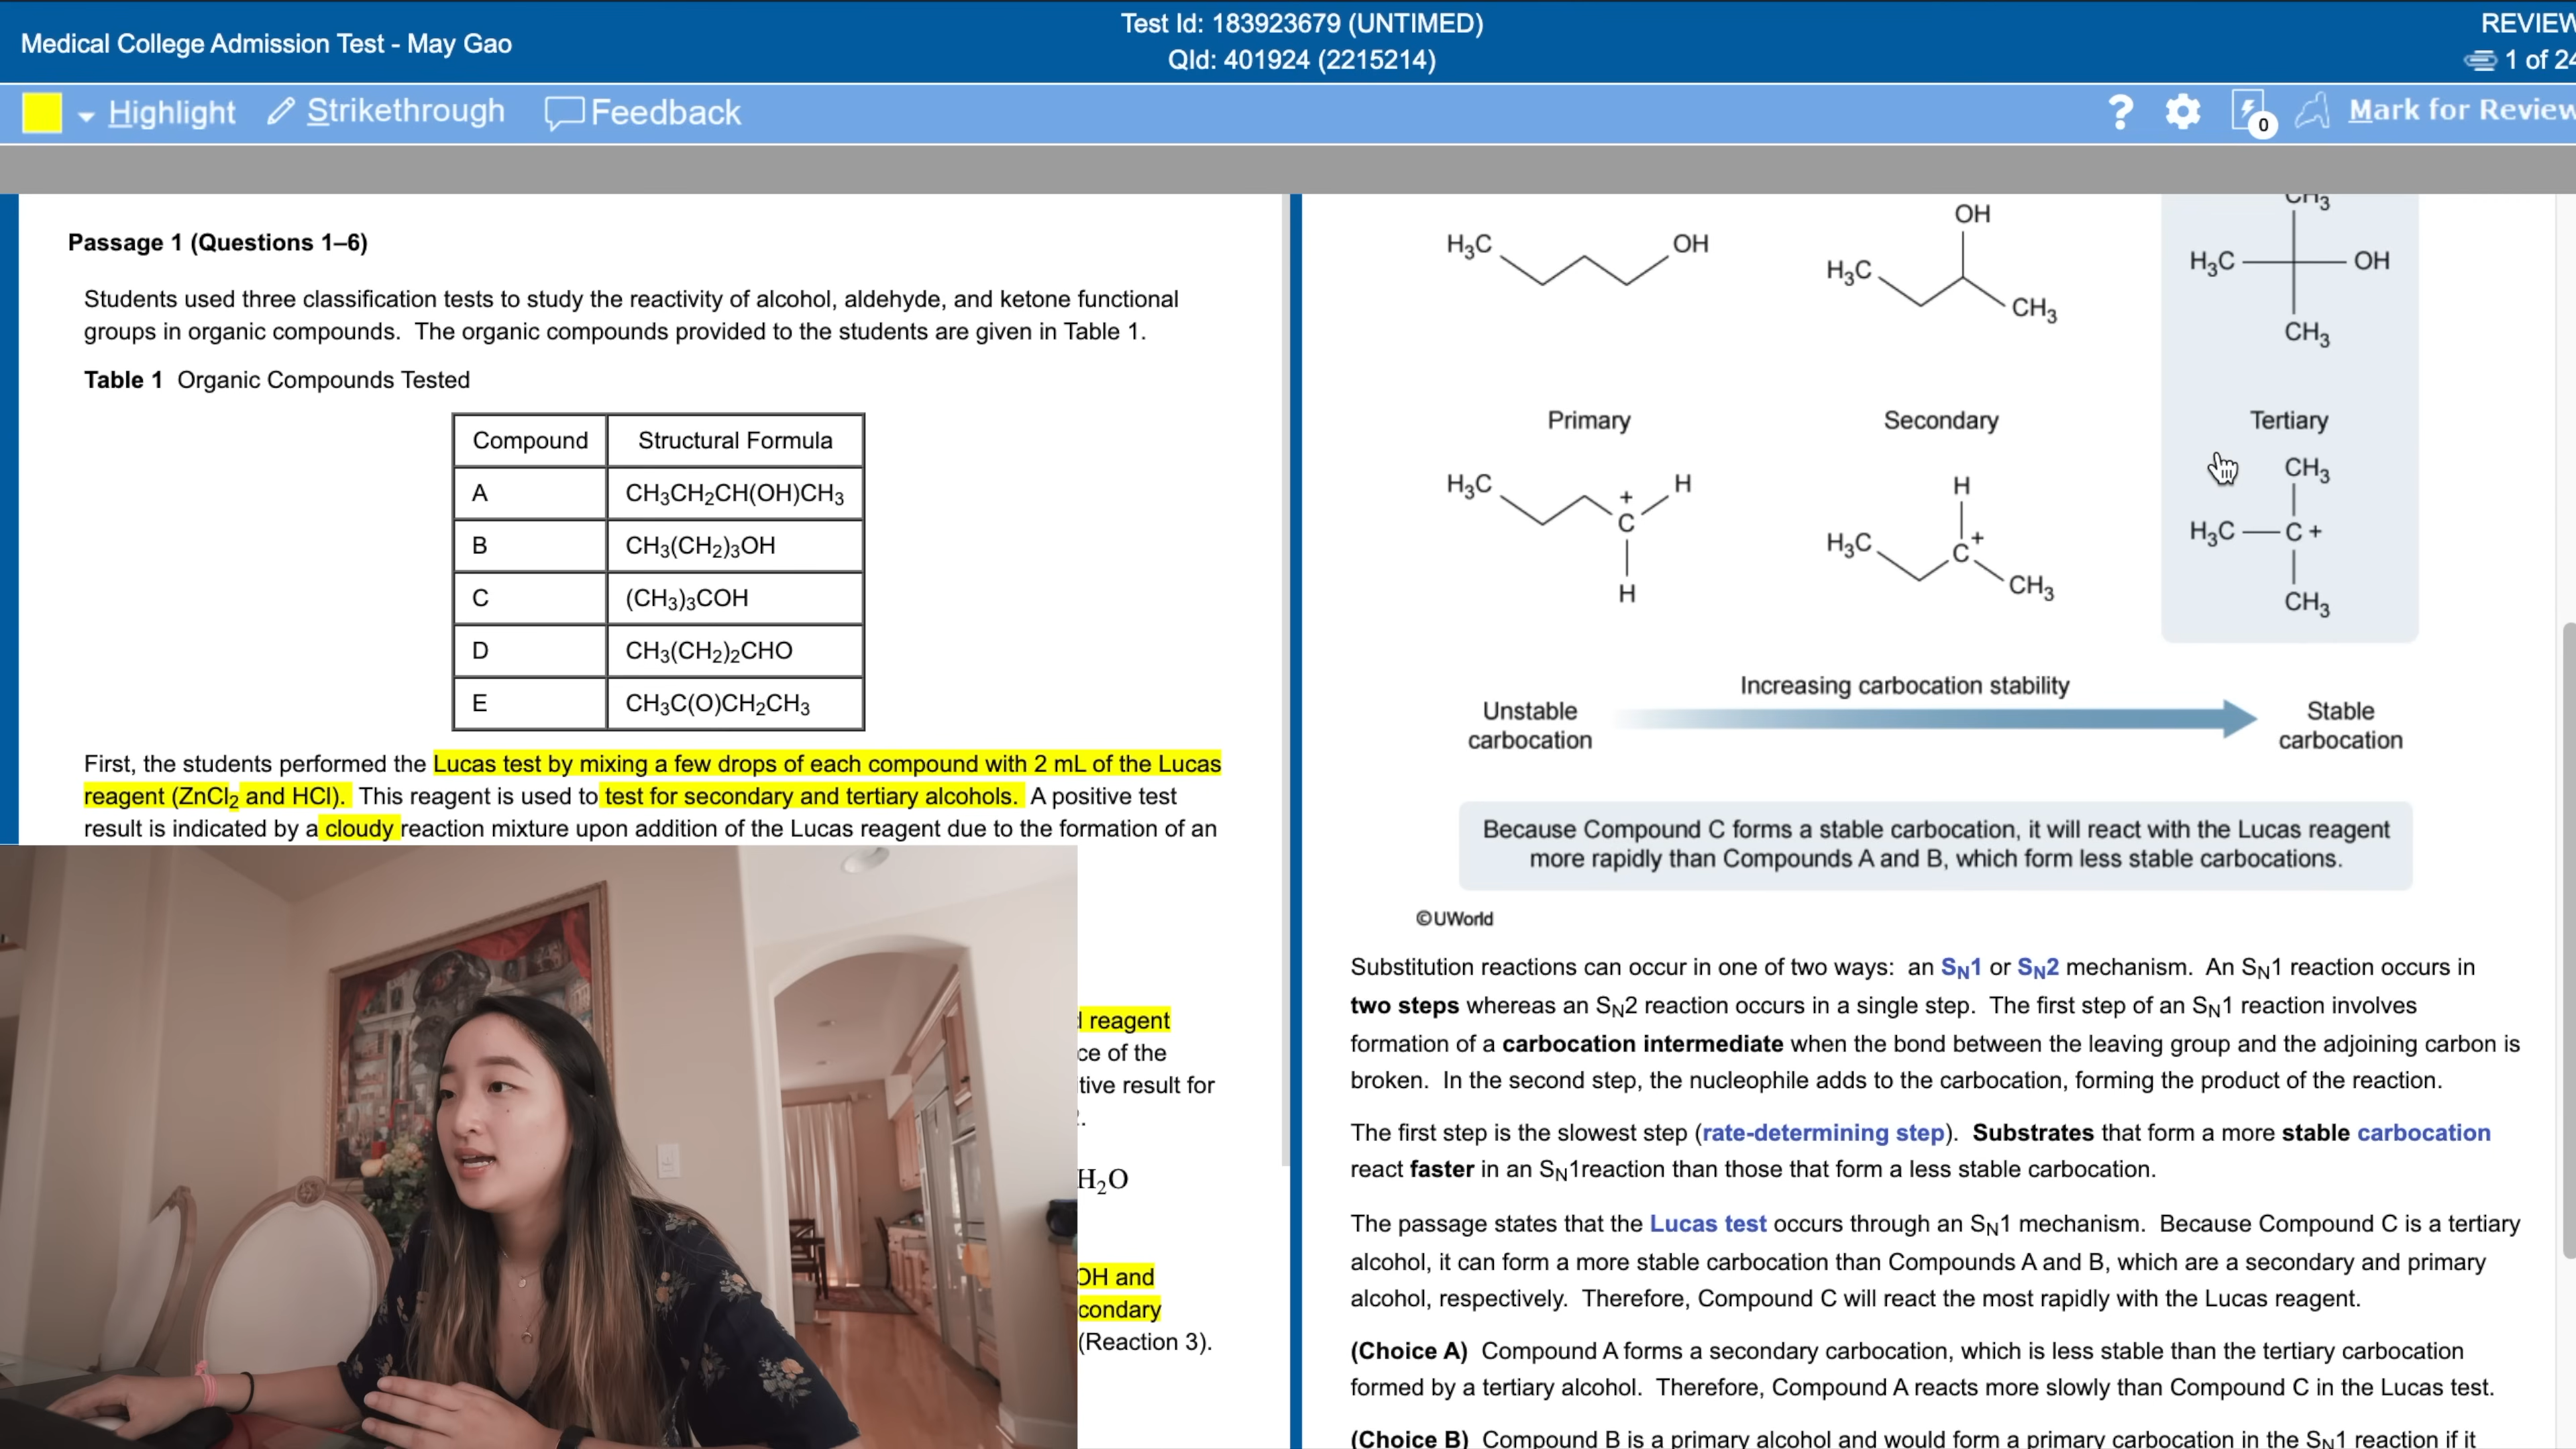 Medical College Admission Test - May Gao
Test Id: 183923679 (UNTIMED)
QId: 401924 (2215214)
REVIEW
1 of 24
Highlight
Strikethrough
Feedback
?
0
Mark for Review
Passage 1 (Questions 1–6)
Students used three classification tests to study the reactivity of alcohol, aldehyde, and ketone functional
groups in organic compounds. The organic compounds provided to the students are given in Table 1.
Table 1 Organic Compounds Tested
Compound Structural Formula
A CH₃CH₂CH(OH)CH₃
B CH₃(CH₂)₃OH
C (CH₃)₃COH
D CH₃(CH₂)₂CHO
E CH₃C(O)CH₂CH₃
First, the students performed the Lucas test by mixing a few drops of each compound with 2 mL of the Lucas
reagent (ZnCl₂ and HCl). This reagent is used to test for secondary and tertiary alcohols. A positive test
result is indicated by a cloudy reaction mixture upon addition of the Lucas reagent due to the formation of an
reagent
ce of the
tive result for
H₂O
OH and
condary
(Reaction 3).
H₃C OH
OH
H₃C CH₃
CH₃
H₃C OH
CH₃
Primary Secondary Tertiary
H₃C + H
C
H
H
H₃C C +
CH₃
CH₃
H₃C C +
CH₃
Increasing carbocation stability
Unstable
carbocation
Stable
carbocation
Because Compound C forms a stable carbocation, it will react with the Lucas reagent
more rapidly than Compounds A and B, which form less stable carbocations.
©UWorld
Substitution reactions can occur in one of two ways: an SN1 or SN2 mechanism. An SN1 reaction occurs in
two steps whereas an SN2 reaction occurs in a single step. The first step of an SN1 reaction involves
formation of a carbocation intermediate when the bond between the leaving group and the adjoining carbon is
broken. In the second step, the nucleophile adds to the carbocation, forming the product of the reaction.
The first step is the slowest step (rate-determining step). Substrates that form a more stable carbocation
react faster in an SN1reaction than those that form a less stable carbocation.
The passage states that the Lucas test occurs through an SN1 mechanism. Because Compound C is a tertiary
alcohol, it can form a more stable carbocation than Compounds A and B, which are a secondary and primary
alcohol, respectively. Therefore, Compound C will react the most rapidly with the Lucas reagent.
(Choice A) Compound A forms a secondary carbocation, which is less stable than the tertiary carbocation
formed by a tertiary alcohol. Therefore, Compound A reacts more slowly than Compound C in the Lucas test.
(Choice B) Compound B is a primary alcohol and would form a primary carbocation in the SN1 reaction if it